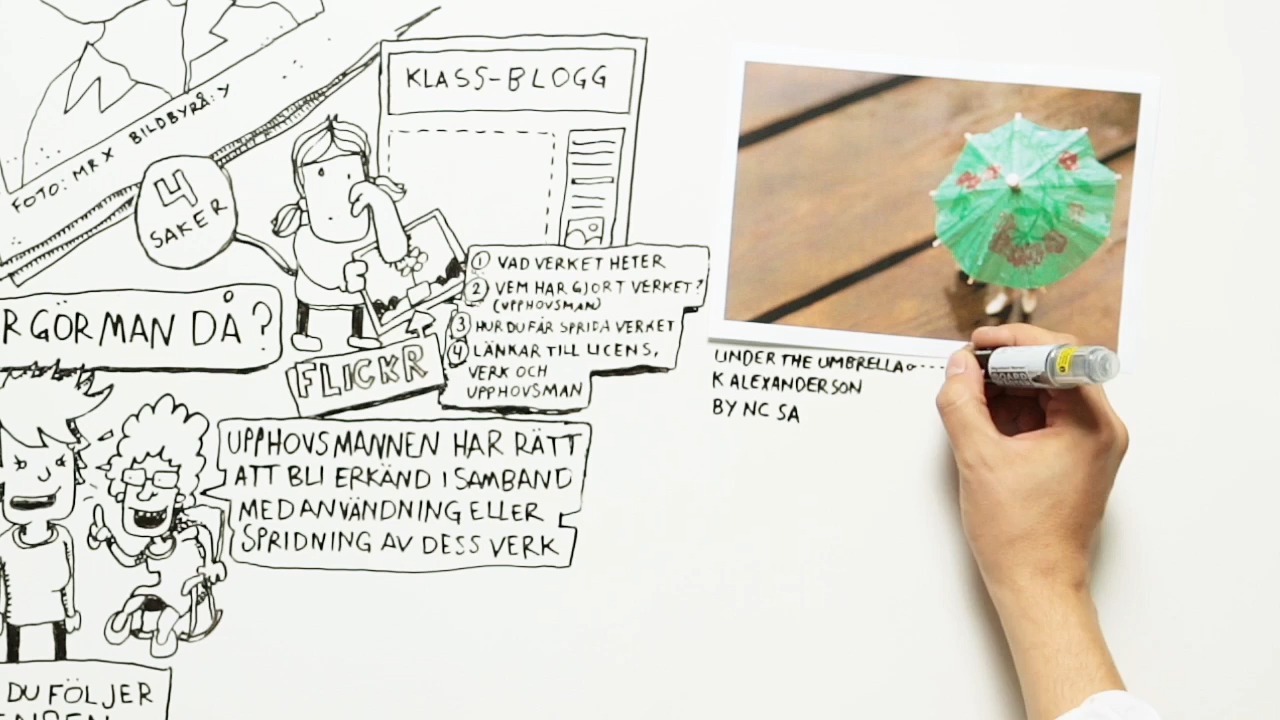 KLASS-BLOGG
FOTO: MR X BILDBYRÅ: Y
4
SAKER
① VAD VERKET HETER
② VEM HAR GJORT VERKET?
(UPPHOVSMAN)
③ HUR DU FÅR SPRIDA VERKET
④ LÄNKAR TILL LICENS,
VERK OCH
UPPHOVSMAN
R GÖR MAN DÅ?
FLICKR
UPPHOVSMANNEN HAR RÄTT
ATT BLI ERKÄND I SAMBAND
MED ANVÄNDNING ELLER
SPRIDNING AV DESS VERK
DU FÖLJER
UNDER THE UMBRELLA
K ALEXANDERSON
BY NC SA
BOARD